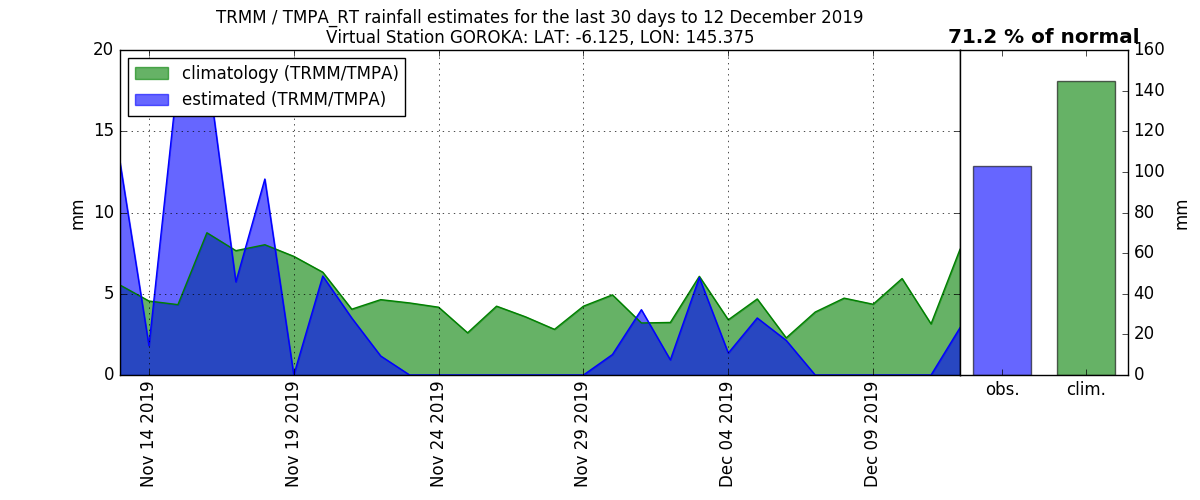 TRMM / TMPA_RT rainfall estimates for the last 30 days to 12 December 2019
Virtual Station GOROKA: LAT: -6.125, LON: 145.375
71.2 % of normal
climatology (TRMM/TMPA)
estimated (TRMM/TMPA)
20
15
10
5
0
mm
160
140
120
100
80
60
40
20
0
mm
Nov 14 2019
Nov 19 2019
Nov 24 2019
Nov 29 2019
Dec 04 2019
Dec 09 2019
obs.
clim.